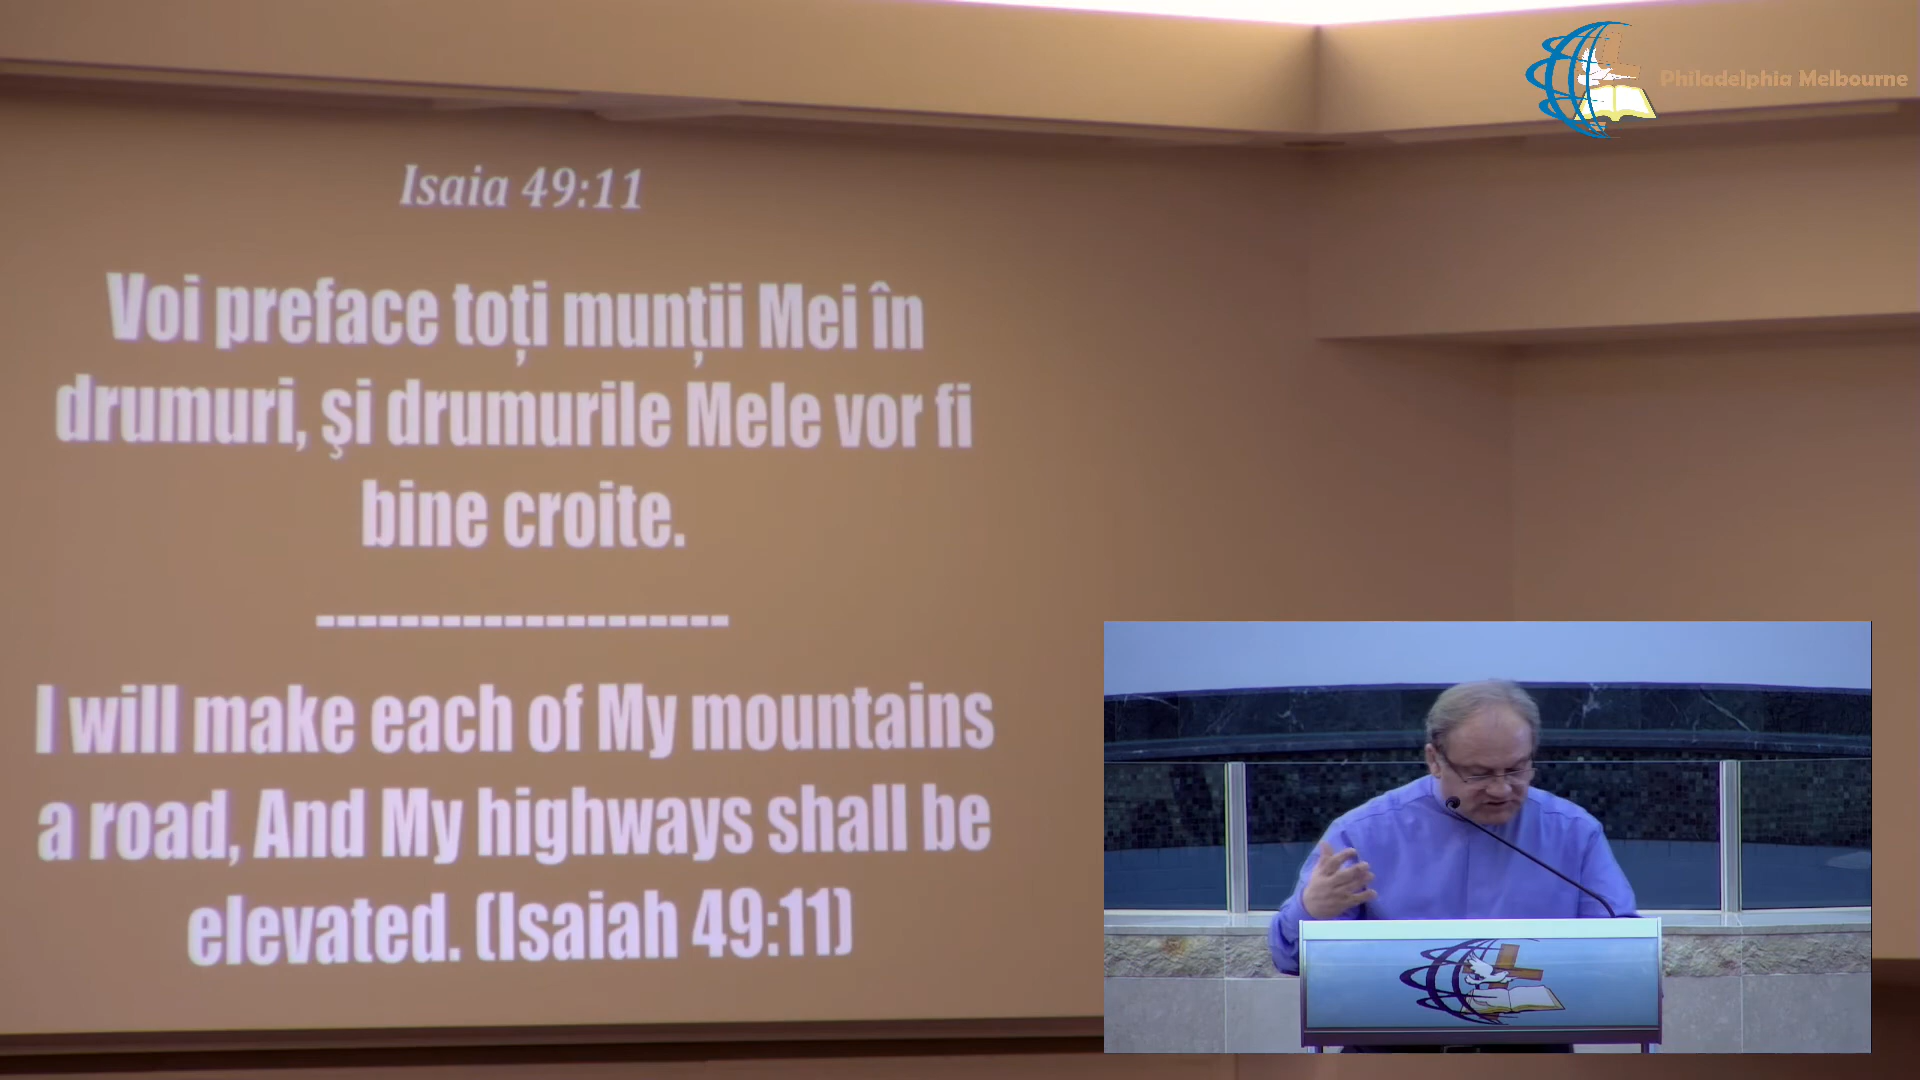 Philadelphia Melbourne
Isaia 49:11
Voi preface toți munții Mei în
drumuri, şi drumurile Mele vor fi
bine croite.
--------------------
I will make each of My mountains
a road, And My highways shall be
elevated. (Isaiah 49:11)